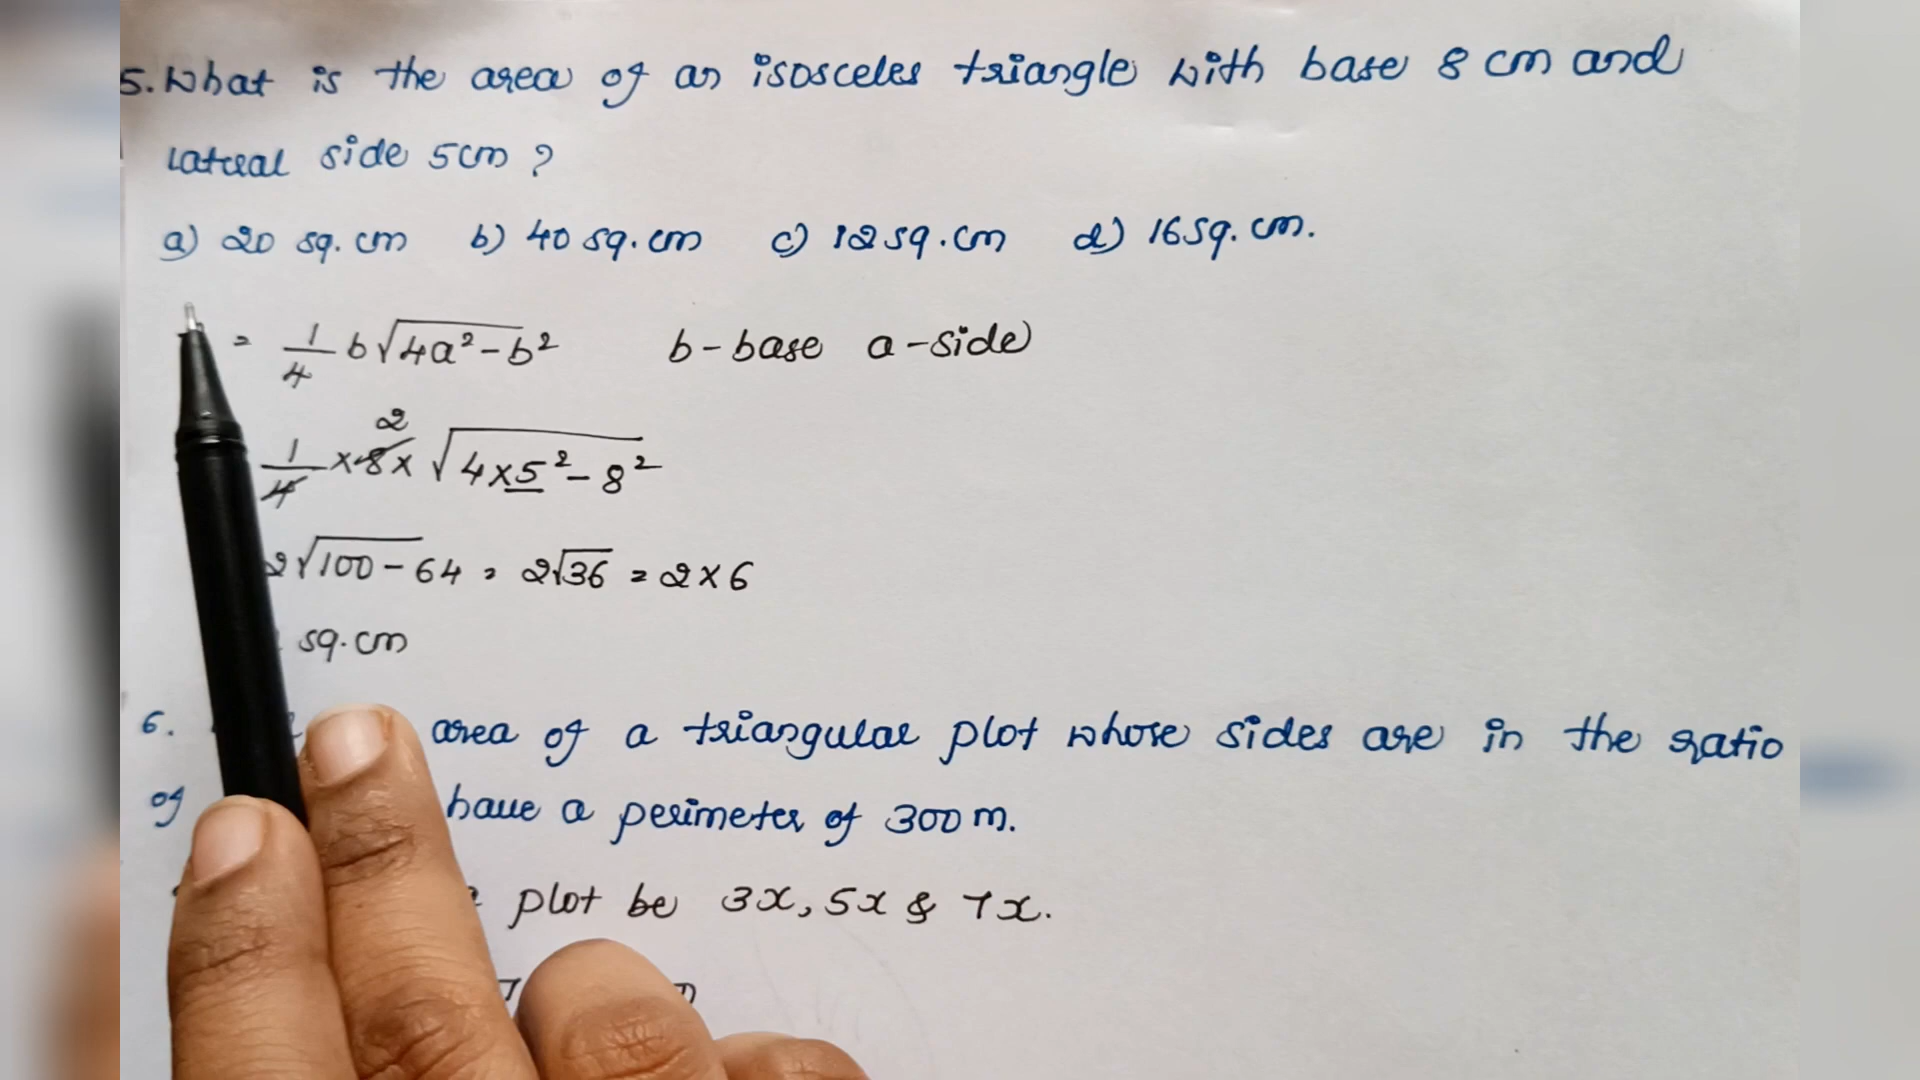 5. What is the area of an isosceles triangle with base 8 cm and
lateral side 5cm ?
a) 20 sq. cm b) 40 sq. cm c) 12 sq. cm d) 16 sq. cm.
= 1/4 b√4a² - b² b - base a - side
1/4 × 8 × √4 × 5² - 8²
2
2√100 - 64 = 2√36 = 2 × 6
sq. cm
6. area of a triangular plot whose sides are in the ratio
of have a perimeter of 300 m.
plot be 3x, 5x & 7x.